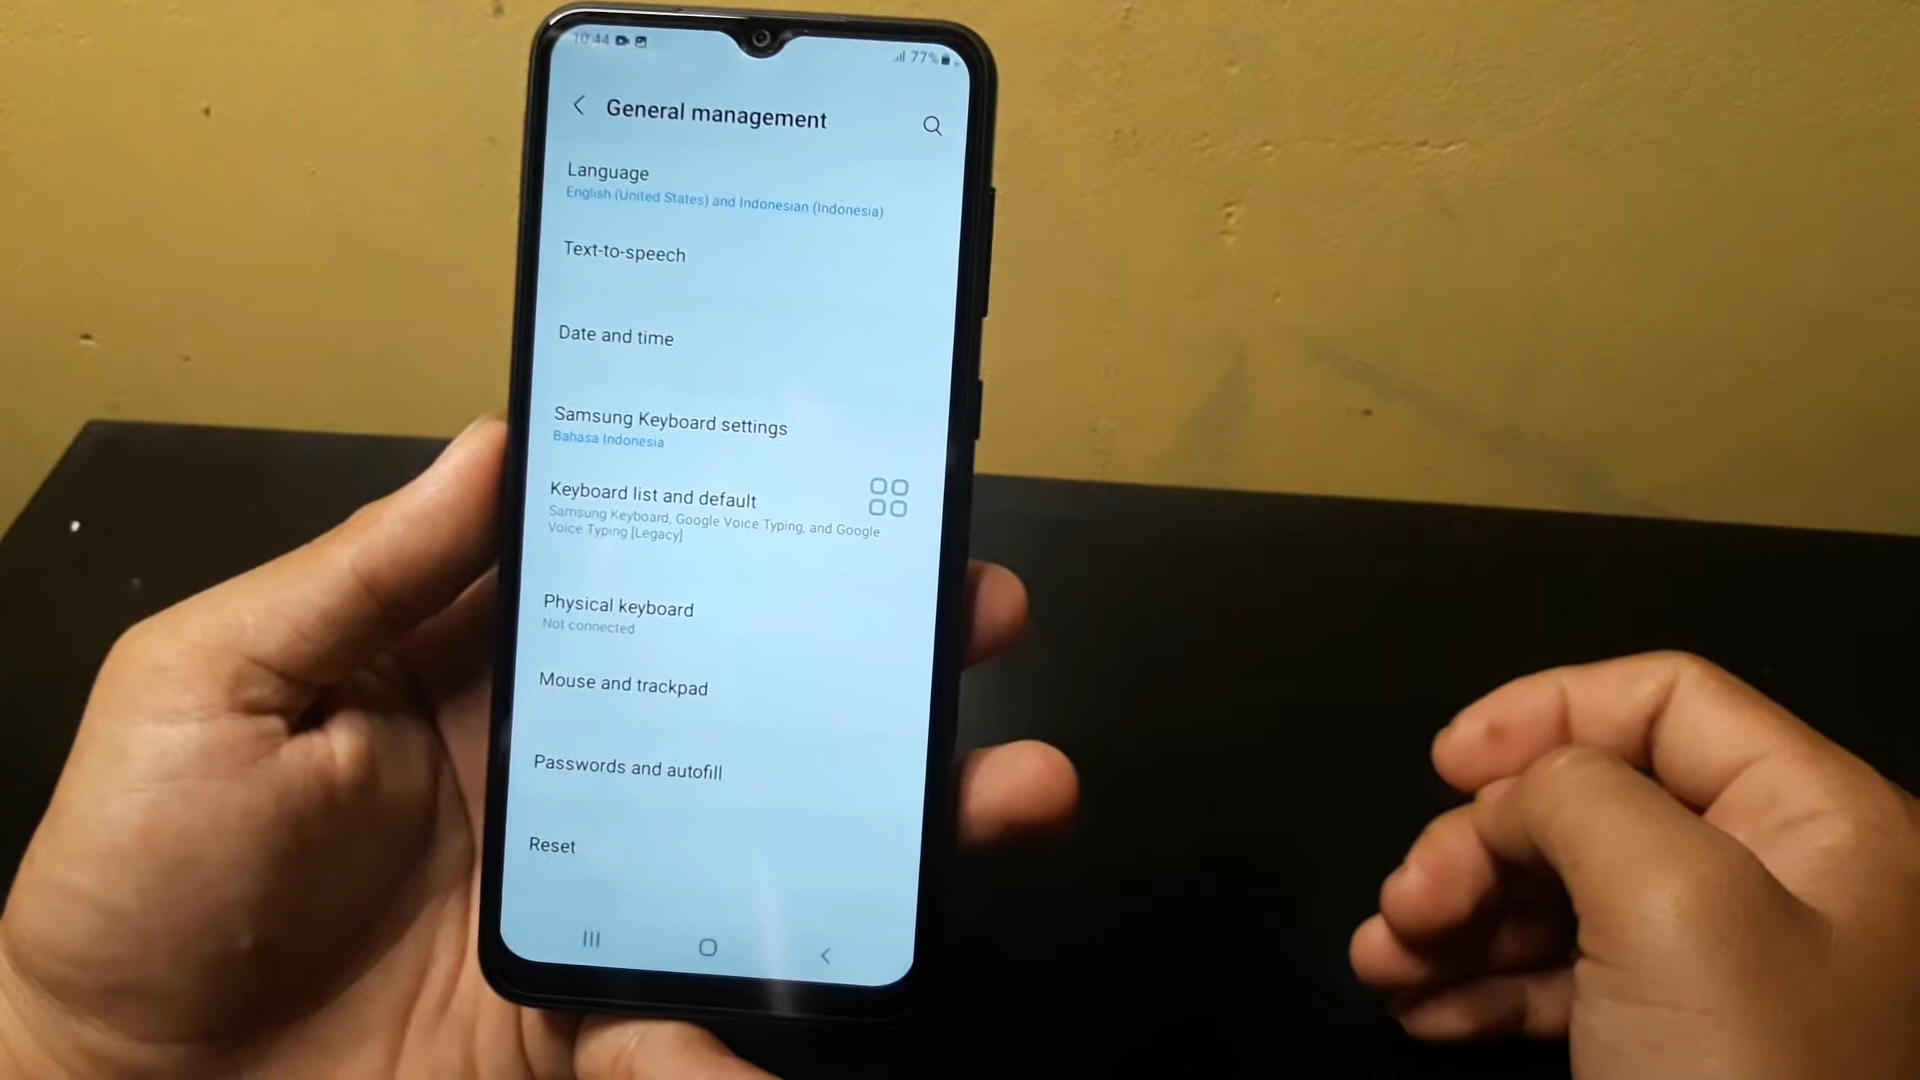 10:44
77%
General management
Language
English (United States) and Indonesian (Indonesia)
Text-to-speech
Date and time
Samsung Keyboard settings
Bahasa Indonesia
Keyboard list and default
Samsung Keyboard, Google Voice Typing, and Google
Voice Typing [Legacy]
Physical keyboard
Not connected
Mouse and trackpad
Passwords and autofill
Reset